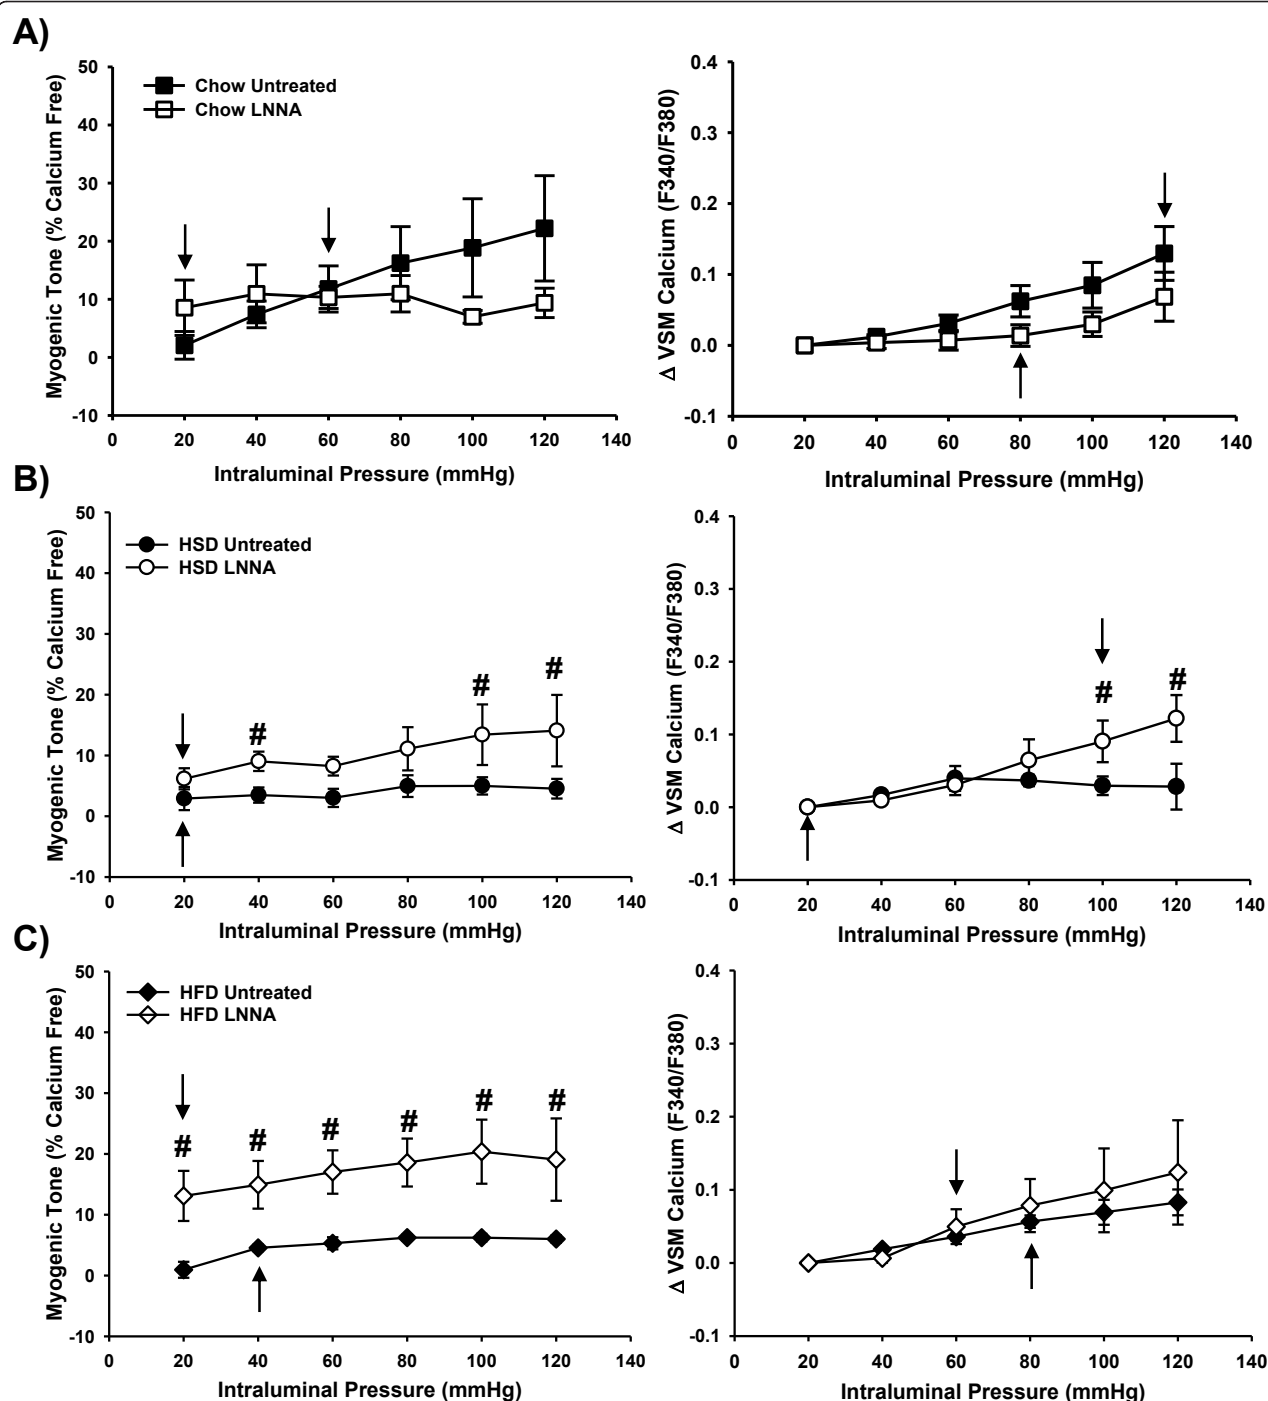 A)
Myogenic Tone (% Calcium Free)
50
40
30
20
10
0
-10
Chow Untreated
Chow LNNA
0 20 40 60 80 100 120 140
Intraluminal Pressure (mmHg)
Δ VSM Calcium (F340/F380)
0.4
0.3
0.2
0.1
0.0
-0.1
0 20 40 60 80 100 120 140
Intraluminal Pressure (mmHg)
B)
Myogenic Tone (% Calcium Free)
50
40
30
20
10
0
-10
HSD Untreated
HSD LNNA
# # #
0 20 40 60 80 100 120 140
Intraluminal Pressure (mmHg)
Δ VSM Calcium (F340/F380)
0.4
0.3
0.2
0.1
0.0
-0.1
# #
0 20 40 60 80 100 120 140
Intraluminal Pressure (mmHg)
C)
Myogenic Tone (% Calcium Free)
50
40
30
20
10
0
-10
HFD Untreated
HFD LNNA
# # # # # #
0 20 40 60 80 100 120 140
Intraluminal Pressure (mmHg)
Δ VSM Calcium (F340/F380)
0.4
0.3
0.2
0.1
0.0
-0.1
0 20 40 60 80 100 120 140
Intraluminal Pressure (mmHg)